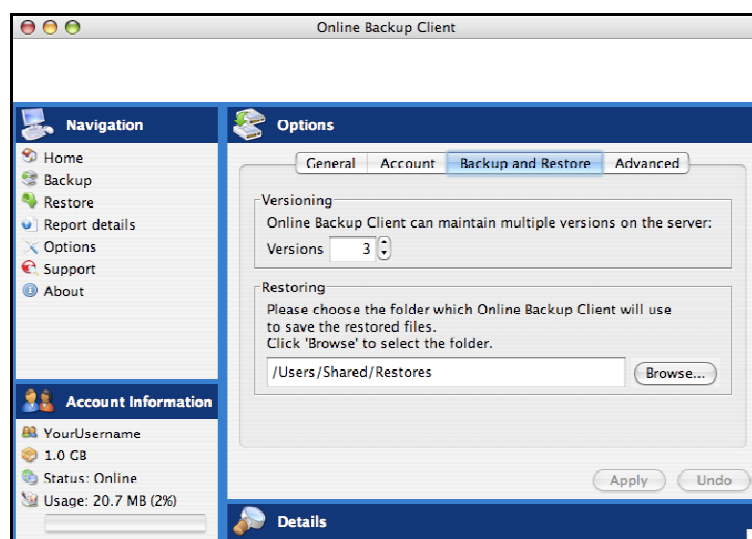 Online Backup Client
Navigation
Home
Backup
Restore
Report details
Options
Support
About
Account Information
YourUsername
1.0 GB
Status: Online
Usage: 20.7 MB (2%)
Options
General Account Backup and Restore Advanced
Versioning
Online Backup Client can maintain multiple versions on the server:
Versions 3
Restoring
Please choose the folder which Online Backup Client will use
to save the restored files.
Click 'Browse' to select the folder.
/Users/Shared/Restores Browse...
Apply Undo
Details